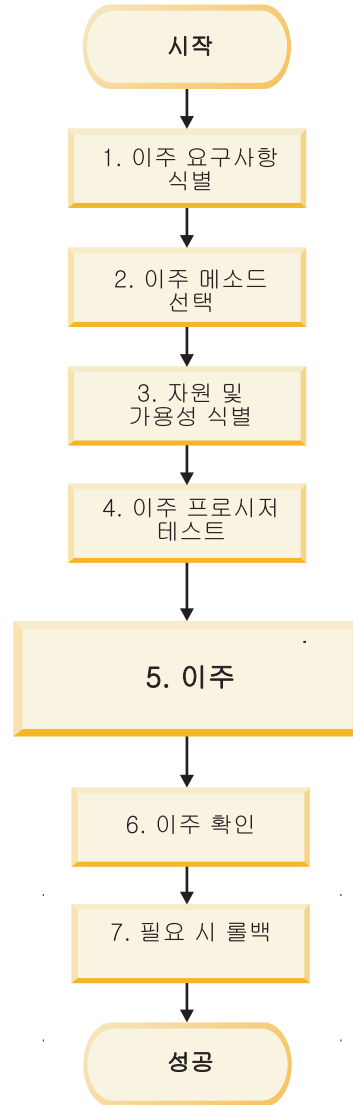 시작
1. 이주 요구사항
식별
2. 이주 메소드
선택
3. 자원 및
가용성 식별
4. 이주 프로시저
테스트
5. 이주
6. 이주 확인
7. 필요 시 롤백
성공